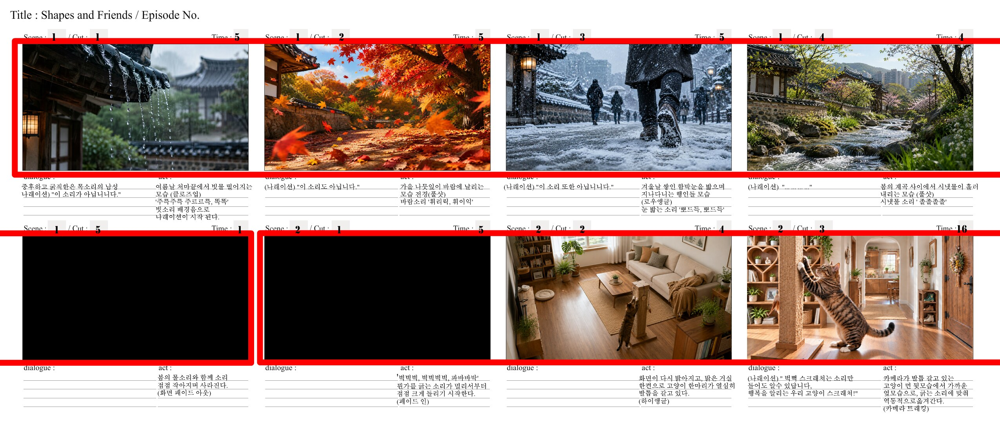 Title : Shapes and Friends / Episode No.
Scene : 1 / Cut : 1 Time : 5
Scene : 1 / Cut : 2 Time : 5
Scene : 1 / Cut : 3 Time : 5
Scene : 1 / Cut : 4 Time : 4
dialogue :
중후하고 굵직한은 목소리의 남성
나래이션) "이 소리가 아닙니니다."
act :
여름날 처마끝에서 빗물 떨어지는
모습 (클로즈업)
'주륵주륵 주르르륵, 똑똑'
빗소리 배경음으로
나래이션이 시작 된다.
(나래이션) "이 소리도 아닙니다."
act :
가을 나뭇잎이 바람에 날리는
모습 전경(풀샷)
바람소리 '휘리릭, 휘이익'
(나래이션) "이 소리 또한 아닙니니다."
act :
겨울날 쌓인 함박눈을 밟으며
지나다니는 행인들 모습
(로우앵글)
눈 밟는 소리 '뽀드득, 뽀드득'
(나래이션) "... ... ... ..."
act :
봄의 계곡 사이에서 시냇물이 흘러
내리는 모습 (풀샷)
시냇물 소리 ' 졸졸졸졸'
Scene : 1 / Cut : 5 Time : 1
Scene : 2 / Cut : 1 Time : 5
Scene : 2 / Cut : 2 Time : 4
Scene : 2 / Cut : 3 Time : 16
dialogue :
act :
봄의 물소리와 함께 소리
점점 작아지며 사라진다.
(화면 페이드 아웃)
dialogue :
act :
'벅벅벅, 벅벅벅벅, 파바바박'
뭔가를 긁는 소리가 멀리서부터
점점 크게 들리기 시작한다.
(페이드 인)
dialogue :
act :
화면이 다시 밝아지고, 밝은 거실
한켠으로 고양이 한마리가 열심히
발톱을 갈고 있다.
(하이앵글)
dialogue :
(나래이션) " 벅뻑 스크래쳐는 소리만
들어도 알수 있답니다,
행복을 알리는 우리 고양이 스크래쳐!"
act :
카메라가 발톱 갈고 있는
고양이 먼 뒷모습에서 가까운
옆모습으로, 긁는 소리에 맞춰
역동적으로옮겨간다.
(카메라 트래킹)